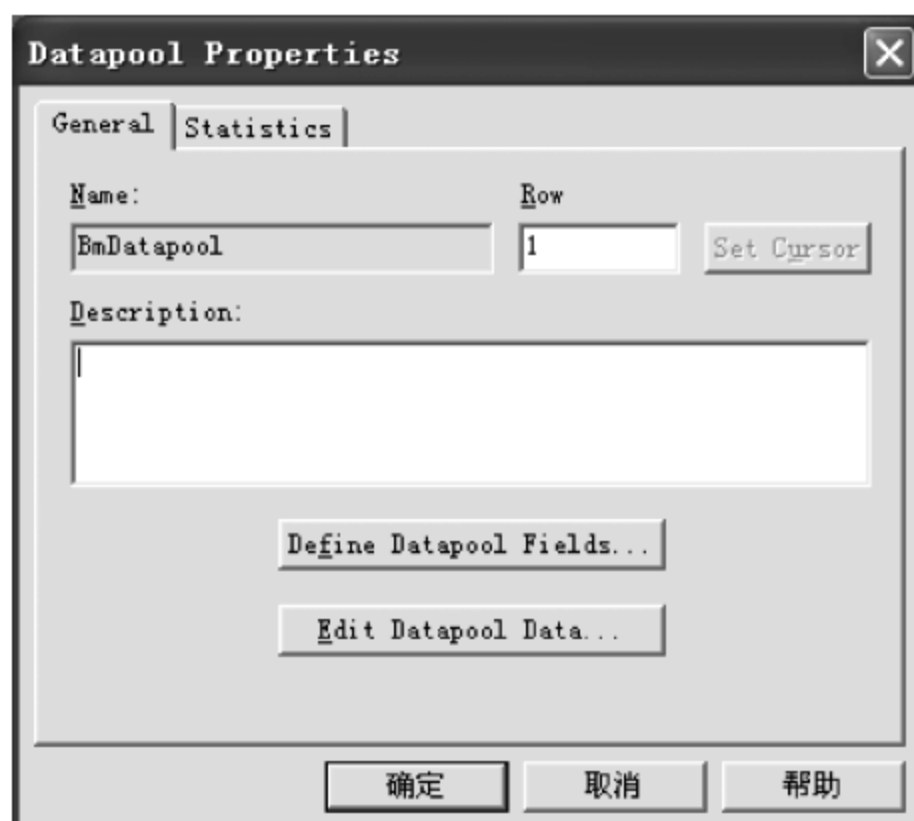 Datapool Properties
General Statistics
Name: Row
BmDatapool 1 Set Cursor
Description:
Define Datapool Fields...
Edit Datapool Data...
确定 取消 帮助